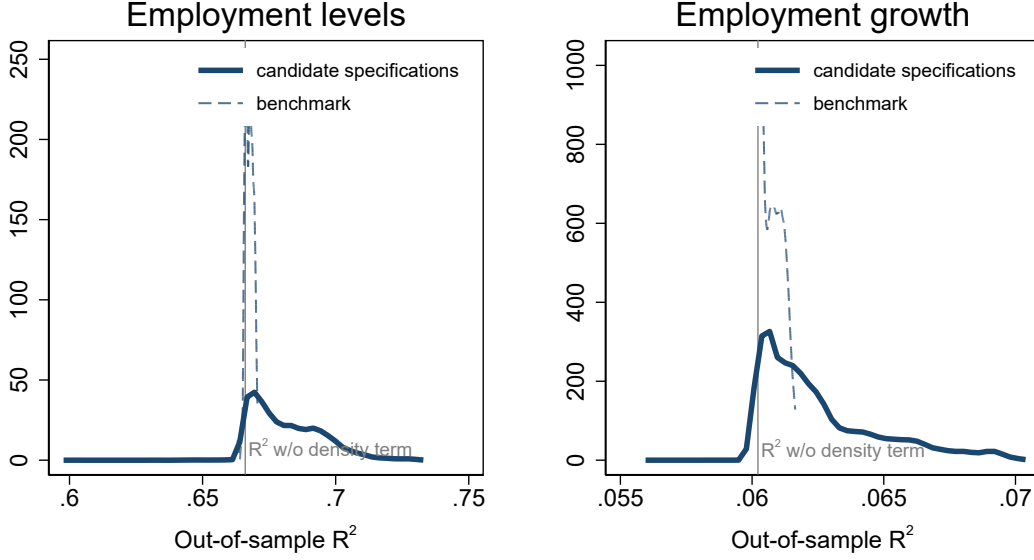 Employment levels
250
200
150
100
50
0
candidate specifications
benchmark
R² w/o density term
.6
.65
.7
.75
Out-of-sample R²
Employment growth
1000
800
600
400
200
0
candidate specifications
benchmark
R² w/o density term
.055
.06
.065
.07
Out-of-sample R²